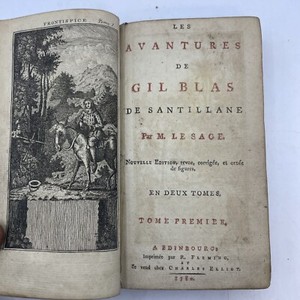 FRONTISPICE
LES
AVANTURES
DE
GIL BLAS
DE SANTILLANE
Par M. LE SAGE.
Nouvelle Edition, revue, corrigée, et ornée
de figures.
EN DEUX TOMES.
TOME PREMIER.
A EDINBOURG:
Imprimée par R. FLEMING,
ET
Se vend chez CHARLES ELLIOT.